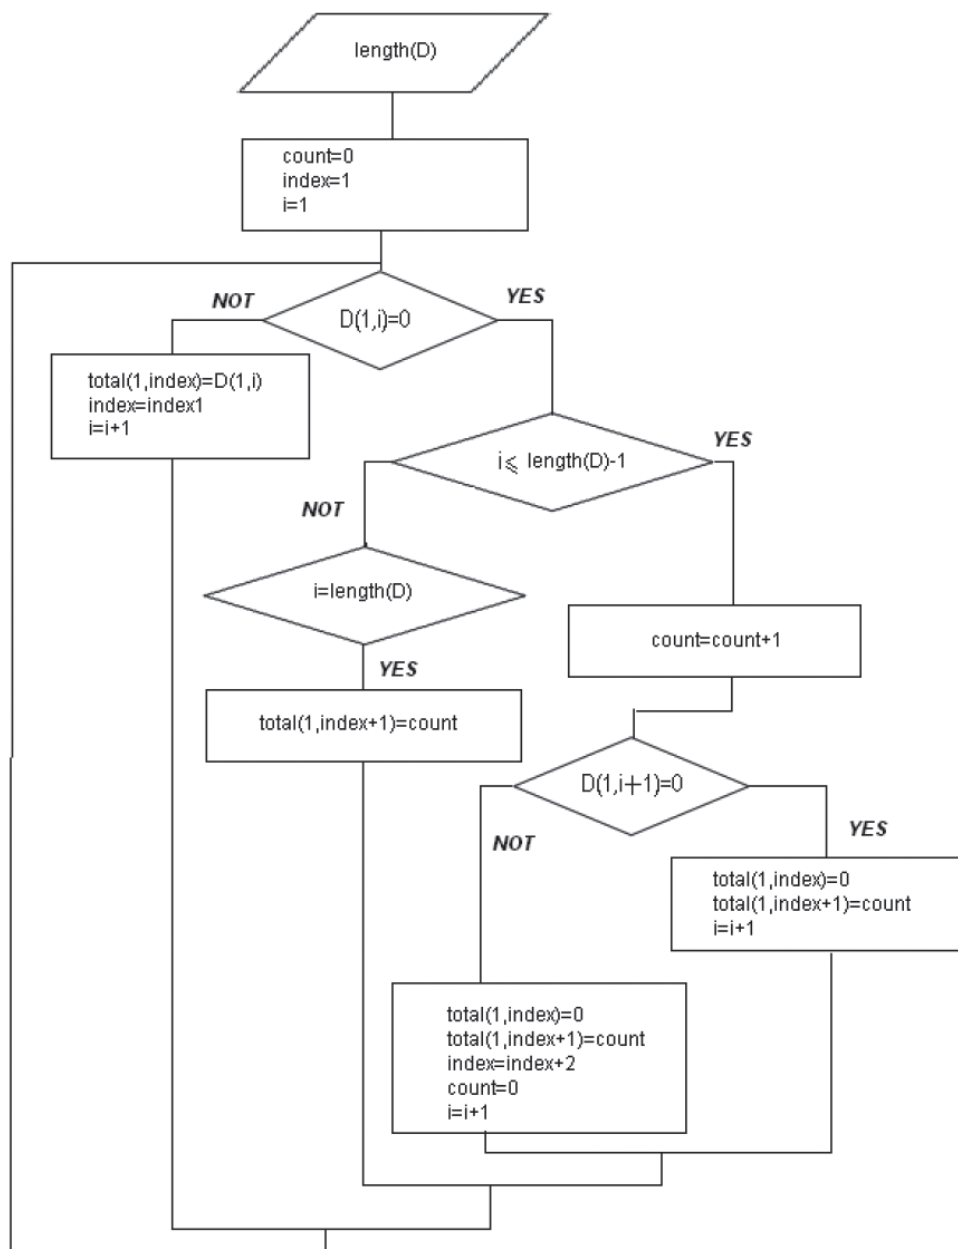 length(D)
count=0
index=1
i=1
NOT
YES
D(1,i)=0
total(1,index)=D(1,i)
index=index1
i=i+1
YES
i⩽ length(D)-1
NOT
i=length(D)
count=count+1
YES
total(1,index+1)=count
D(1,i+1)=0
NOT
YES
total(1,index)=0
total(1,index+1)=count
i=i+1
total(1,index)=0
total(1,index+1)=count
index=index+2
count=0
i=i+1